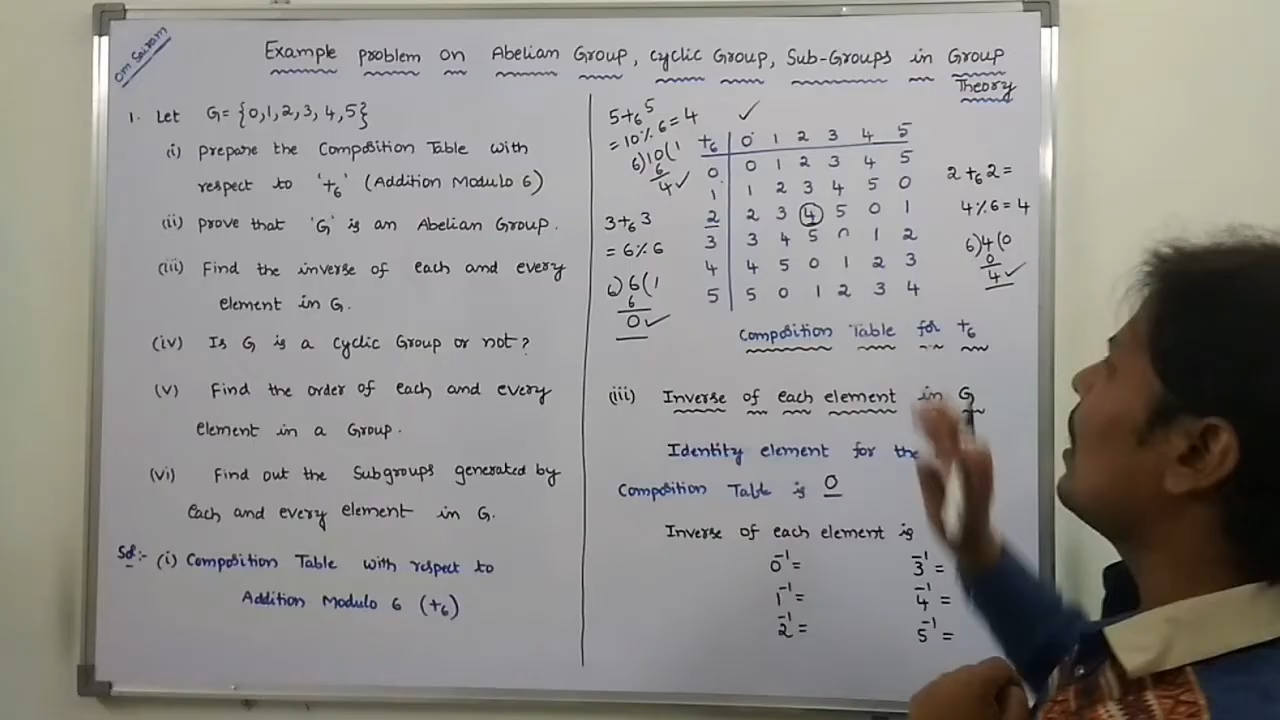 Om Sairam
Example problem on Abelian Group, Cyclic Group, Sub-Groups in Group
Theory
1. Let G = {0,1,2,3,4,5}
(i) prepare the Composition Table with
respect to '+₆' (Addition Modulo 6)
(ii) prove that 'G' is an Abelian Group.
(iii) Find the inverse of each and every
element in G.
(iv) Is G is a cyclic Group or not?
(v) Find the order of each and every
element in a Group.
(vi) Find out the Subgroups generated by
each and every element in G.
Sol:- (i) Composition Table with respect to
Addition Modulo 6 (+₆)
5+₆5
=10%6=4
6)10(1
6
4✓
3+₆3
=6%6
6)6(1
6
0✓
✓
+₆ 0 1 2 3 4 5
0 0 1 2 3 4 5
1 1 2 3 4 5 0
2 2 3 4 5 0 1
3 3 4 5 0 1 2
4 4 5 0 1 2 3
5 5 0 1 2 3 4
2+₆2=
4%6=4
6)4(0
0
4✓
Composition Table for +₆
(iii) Inverse of each element in G
Identity element for the
Composition Table is 0
Inverse of each element is
0⁻¹= 3⁻¹=
1⁻¹= 4⁻¹=
2⁻¹= 5⁻¹=